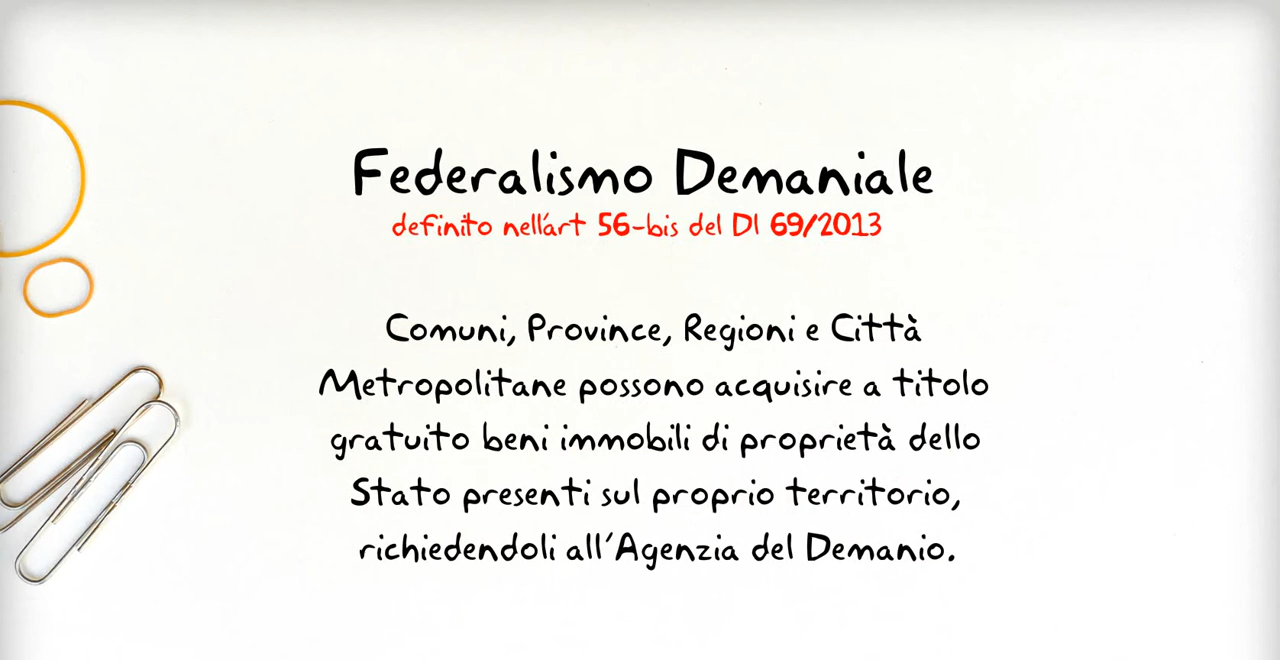 Federalismo Demaniale
definito nell'art 56-bis del Dl 69/2013
Comuni, Province, Regioni e Città
Metropolitane possono acquisire a titolo
gratuito beni immobili di proprietà dello
Stato presenti sul proprio territorio,
richiedendoli all'Agenzia del Demanio.